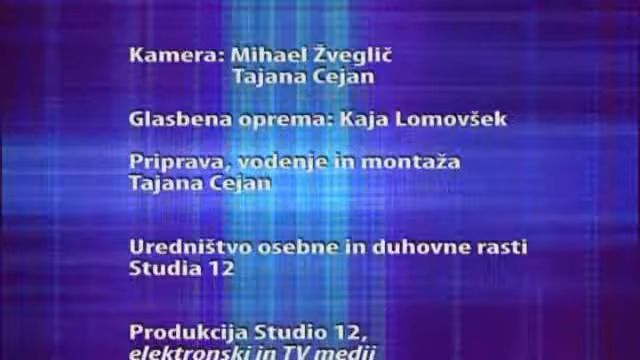 Kamera: Mihael Žveglič
Tajana Cejan
Glasbena oprema: Kaja Lomovšek
Priprava, vodenje in montaža
Tajana Cejan
Uredništvo osebne in duhovne rasti
Studia 12
Produkcija Studio 12,
elektronski in TV mediji